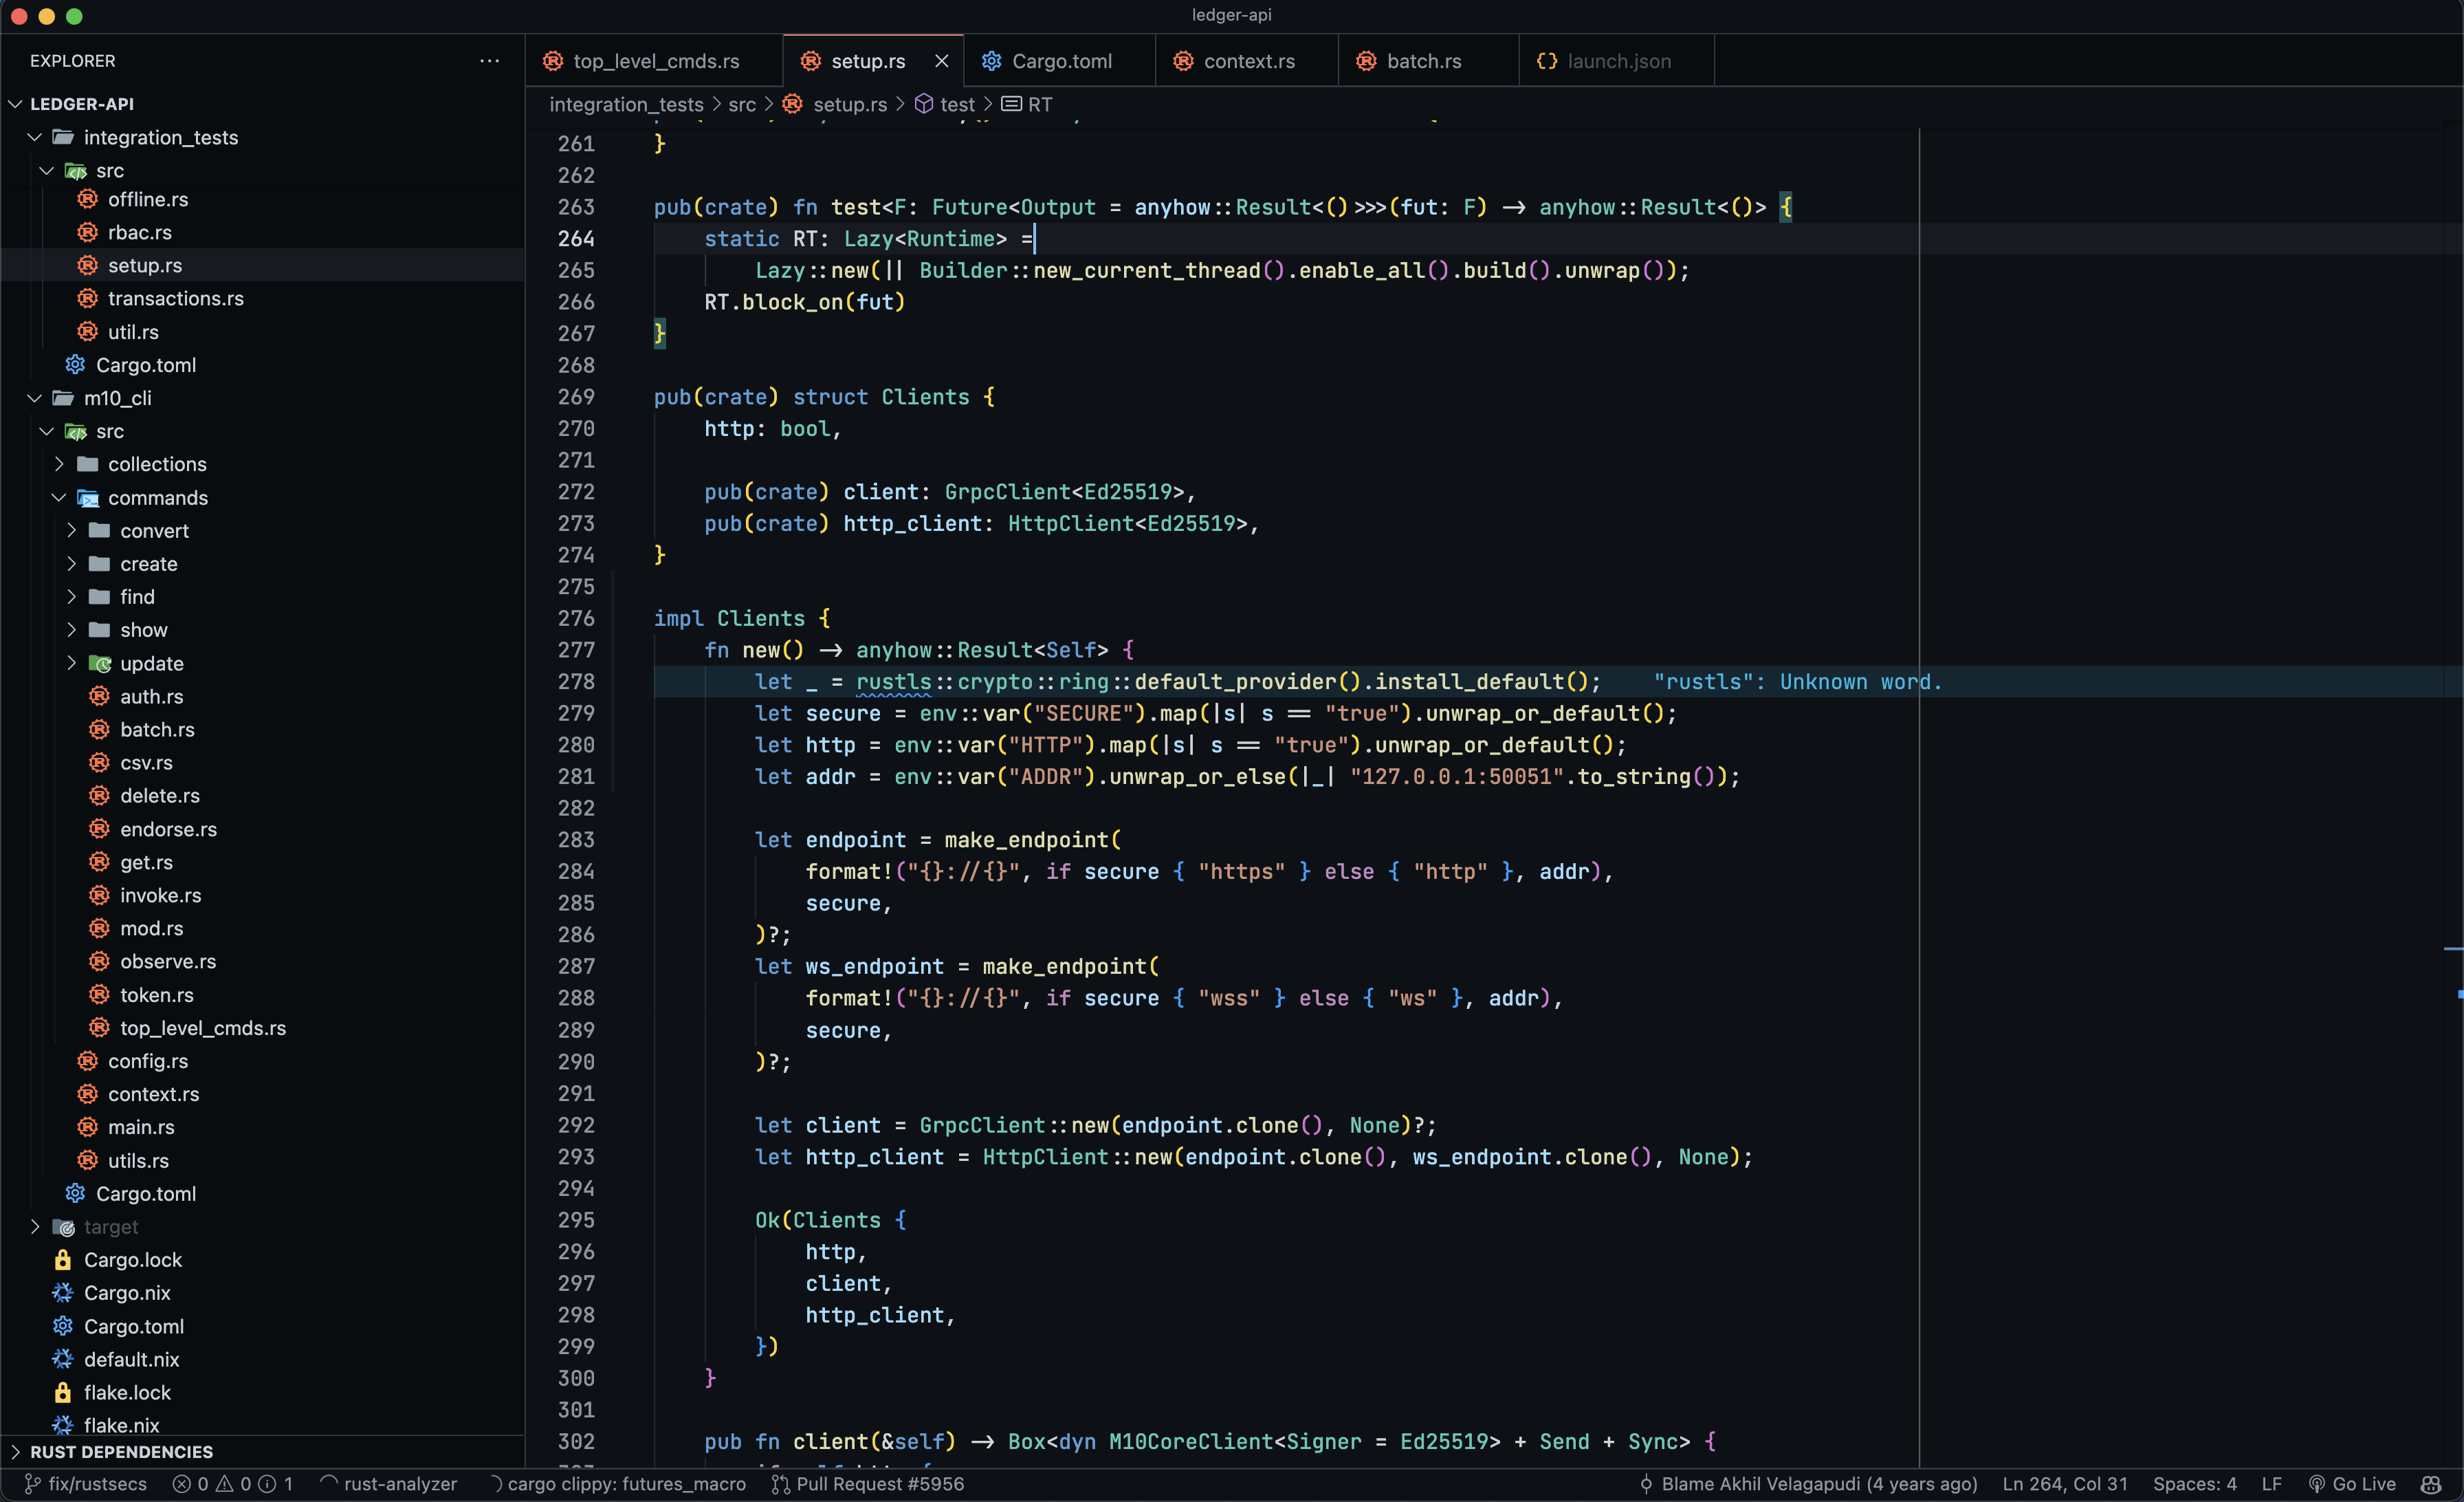 ledger-api
EXPLORER
LEDGER-API
integration_tests
src
offline.rs
rbac.rs
setup.rs
transactions.rs
util.rs
Cargo.toml
m10_cli
src
collections
commands
convert
create
find
show
update
auth.rs
batch.rs
csv.rs
delete.rs
endorse.rs
get.rs
invoke.rs
mod.rs
observe.rs
token.rs
top_level_cmds.rs
config.rs
context.rs
main.rs
utils.rs
Cargo.toml
target
Cargo.lock
Cargo.nix
Cargo.toml
default.nix
flake.lock
flake.nix
RUST DEPENDENCIES
top_level_cmds.rs setup.rs Cargo.toml context.rs batch.rs launch.json
integration_tests > src > setup.rs > test > RT
261 }
262
263 pub(crate) fn test<F: Future<Output = anyhow::Result<()>>>(fut: F) -> anyhow::Result<()> {
264 static RT: Lazy<Runtime> =
265 Lazy::new(|| Builder::new_current_thread().enable_all().build().unwrap());
266 RT.block_on(fut)
267 }
268
269 pub(crate) struct Clients {
270 http: bool,
271
272 pub(crate) client: GrpcClient<Ed25519>,
273 pub(crate) http_client: HttpClient<Ed25519>,
274 }
275
276 impl Clients {
277 fn new() -> anyhow::Result<Self> {
278 let _ = rustls::crypto::ring::default_provider().install_default(); "rustls": Unknown word.
279 let secure = env::var("SECURE").map(|s| s == "true").unwrap_or_default();
280 let http = env::var("HTTP").map(|s| s == "true").unwrap_or_default();
281 let addr = env::var("ADDR").unwrap_or_else(|_| "127.0.0.1:50051".to_string());
282
283 let endpoint = make_endpoint(
284 format!("{}://{}", if secure { "https" } else { "http" }, addr),
285 secure,
286 )?;
287 let ws_endpoint = make_endpoint(
288 format!("{}://{}", if secure { "wss" } else { "ws" }, addr),
289 secure,
290 )?;
291
292 let client = GrpcClient::new(endpoint.clone(), None)?;
293 let http_client = HttpClient::new(endpoint.clone(), ws_endpoint.clone(), None);
294
295 Ok(Clients {
296 http,
297 client,
298 http_client,
299 })
300 }
301
302 pub fn client(&self) -> Box<dyn M10CoreClient<Signer = Ed25519> + Send + Sync> {
fix/rustsecs 0 0 1 rust-analyzer cargo clippy: futures_macro Pull Request #5956 Blame Akhil Velagapudi (4 years ago) Ln 264, Col 31 Spaces: 4 LF Go Live